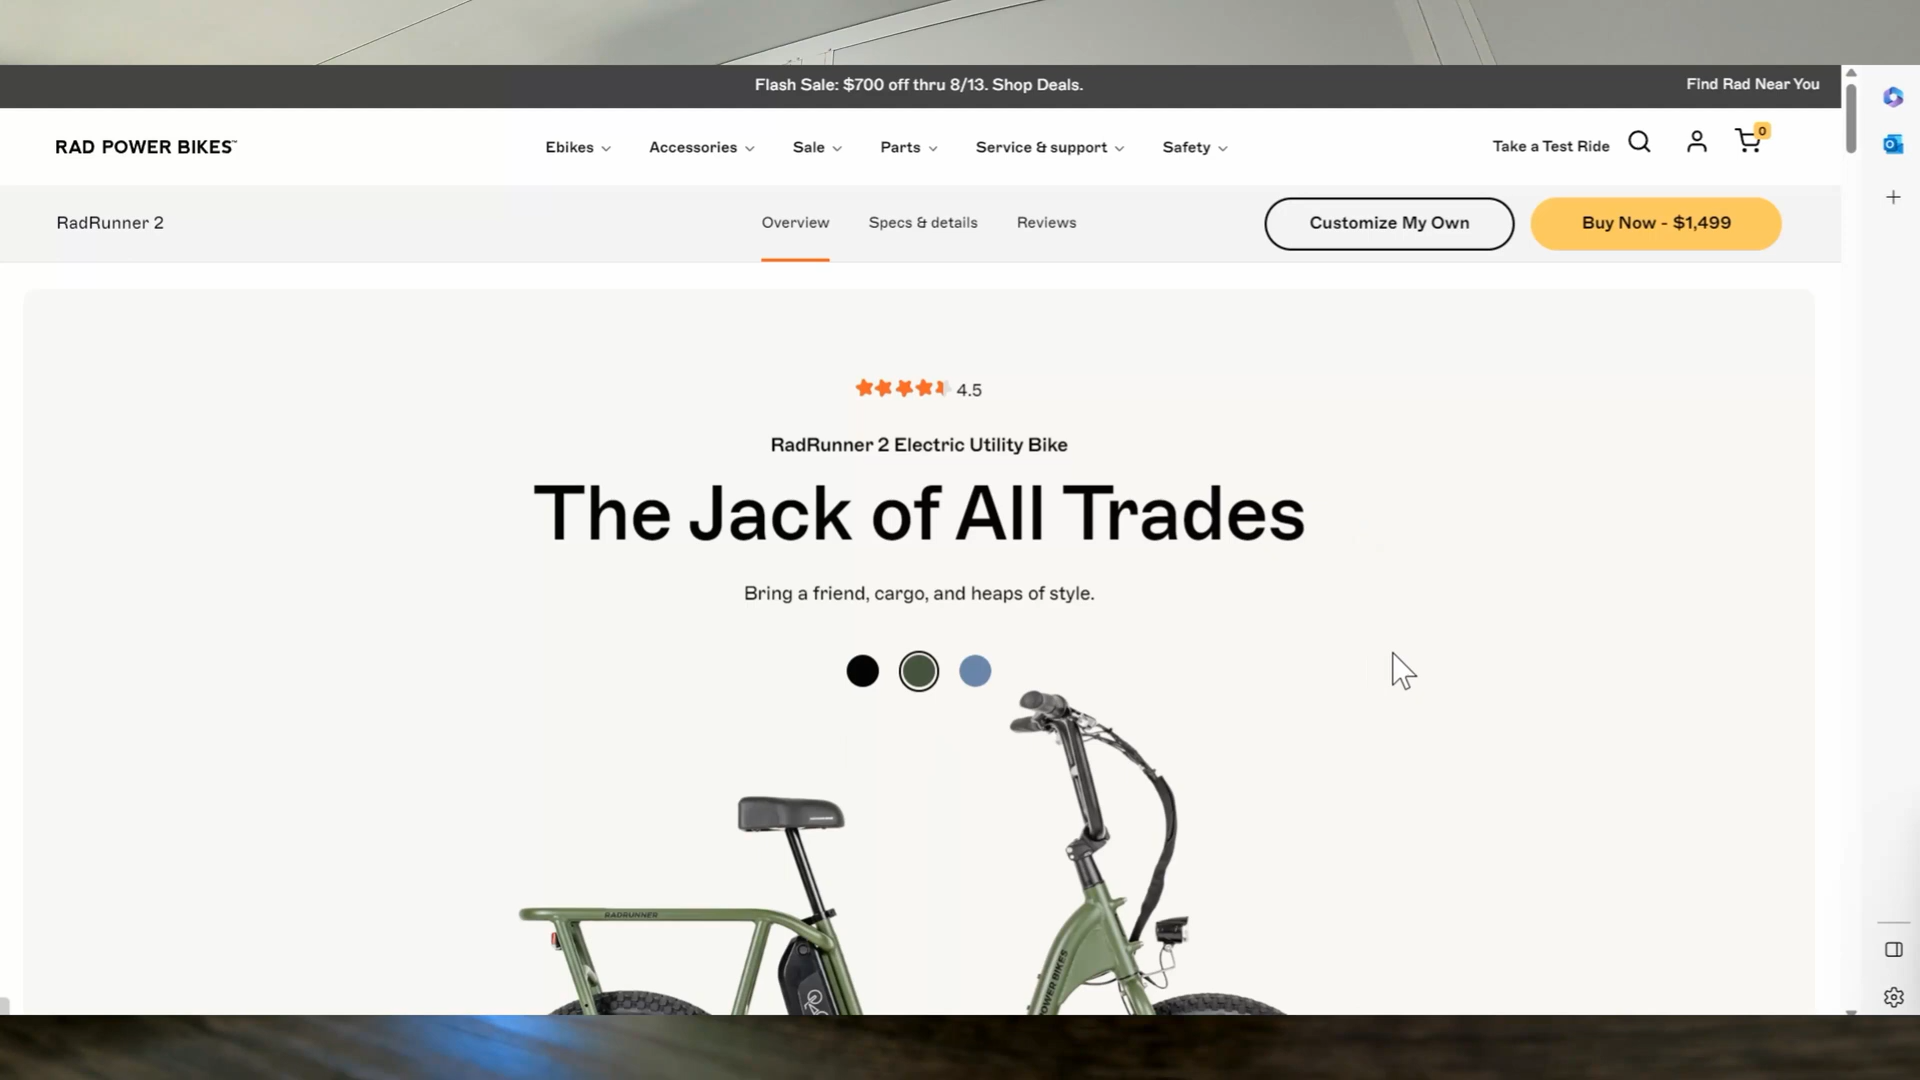 Flash Sale: $700 off thru 8/13. Shop Deals.
Find Rad Near You
RAD POWER BIKES™
Ebikes
Accessories
Sale
Parts
Service & support
Safety
Take a Test Ride
0
RadRunner 2
Overview
Specs & details
Reviews
Customize My Own
Buy Now - $1,499
4.5
RadRunner 2 Electric Utility Bike
The Jack of All Trades
Bring a friend, cargo, and heaps of style.
RADRUNNER
POWER BIKES